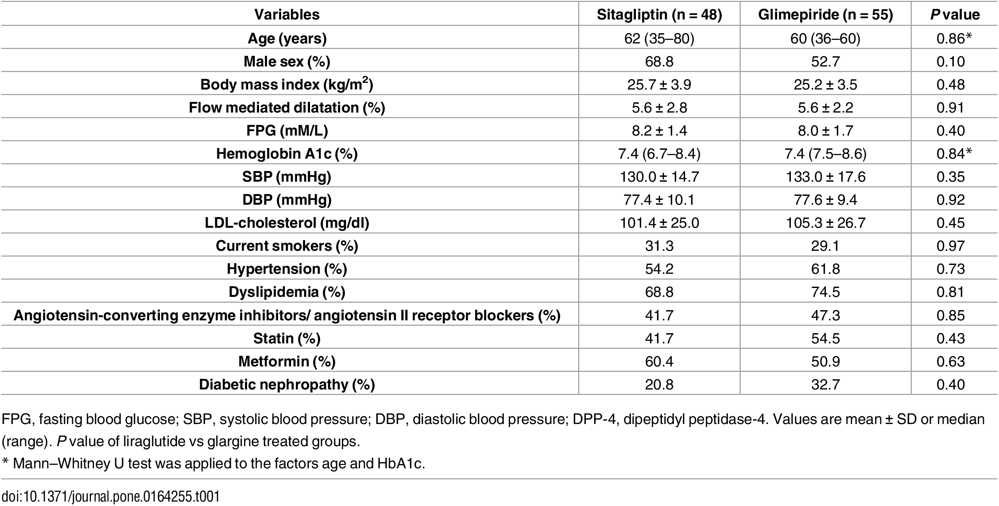 Variables Sitagliptin (n = 48) Glimepiride (n = 55) P value
Age (years) 62 (35–80) 60 (36–60) 0.86*
Male sex (%) 68.8 52.7 0.10
Body mass index (kg/m²) 25.7 ± 3.9 25.2 ± 3.5 0.48
Flow mediated dilatation (%) 5.6 ± 2.8 5.6 ± 2.2 0.91
FPG (mM/L) 8.2 ± 1.4 8.0 ± 1.7 0.40
Hemoglobin A1c (%) 7.4 (6.7–8.4) 7.4 (7.5–8.6) 0.84*
SBP (mmHg) 130.0 ± 14.7 133.0 ± 17.6 0.35
DBP (mmHg) 77.4 ± 10.1 77.6 ± 9.4 0.92
LDL-cholesterol (mg/dl) 101.4 ± 25.0 105.3 ± 26.7 0.45
Current smokers (%) 31.3 29.1 0.97
Hypertension (%) 54.2 61.8 0.73
Dyslipidemia (%) 68.8 74.5 0.81
Angiotensin-converting enzyme inhibitors/ angiotensin II receptor blockers (%) 41.7 47.3 0.85
Statin (%) 41.7 54.5 0.43
Metformin (%) 60.4 50.9 0.63
Diabetic nephropathy (%) 20.8 32.7 0.40
FPG, fasting blood glucose; SBP, systolic blood pressure; DBP, diastolic blood pressure; DPP-4, dipeptidyl peptidase-4. Values are mean ± SD or median
(range). P value of liraglutide vs glargine treated groups.
* Mann–Whitney U test was applied to the factors age and HbA1c.
doi:10.1371/journal.pone.0164255.t001